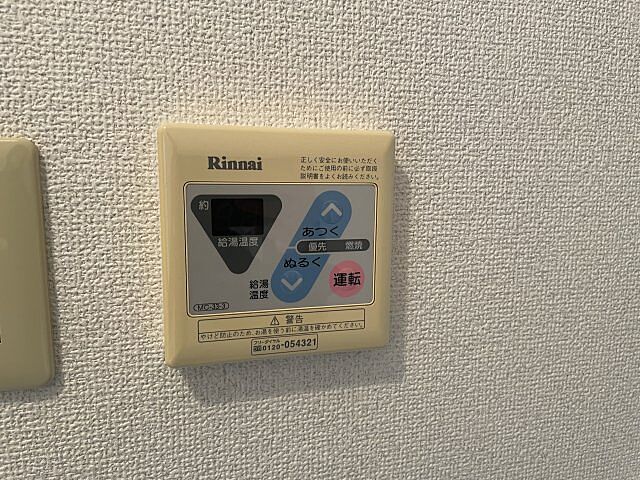 Rinnai
正しく安全にお使いいただく
ためにご使用の前に必ず取扱
説明書をよくお読みください。
約
給湯温度
あつく
優先 燃焼
ぬるく
給湯
温度
運転
MC-33-3
⚠ 警告
やけど防止のため、お湯を使う前に湯温を確かめてください。
フリーダイヤル
0120-054321